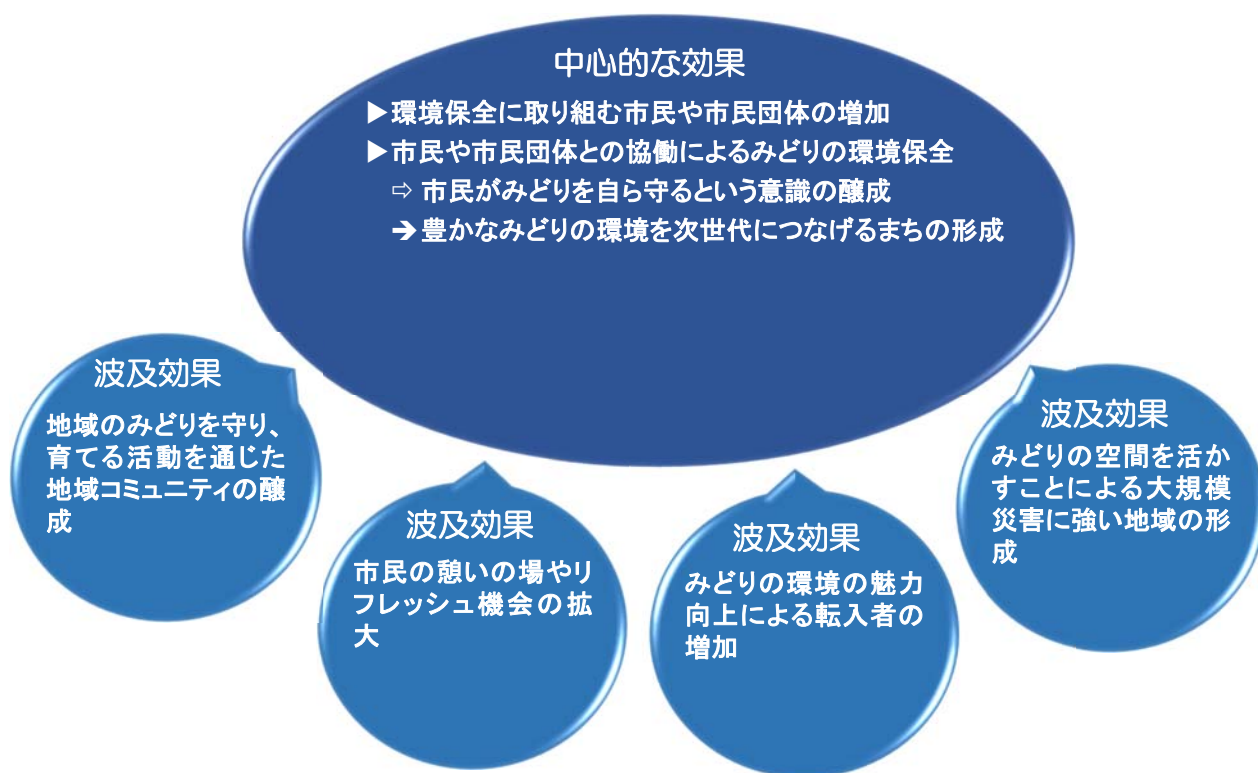 中心的な効果
▶環境保全に取り組む市民や市民団体の増加
▶市民や市民団体との協働によるみどりの環境保全
⇨ 市民がみどりを自ら守るという意識の醸成
➔豊かなみどりの環境を次世代につなげるまちの形成
波及効果
地域のみどりを守り、
育てる活動を通じた
地域コミュニティの醸
成
波及効果
市民の憩いの場やリ
フレッシュ機会の拡
大
波及効果
みどりの環境の魅力
向上による転入者の
増加
波及効果
みどりの空間を活か
すことによる大規模
災害に強い地域の形
成